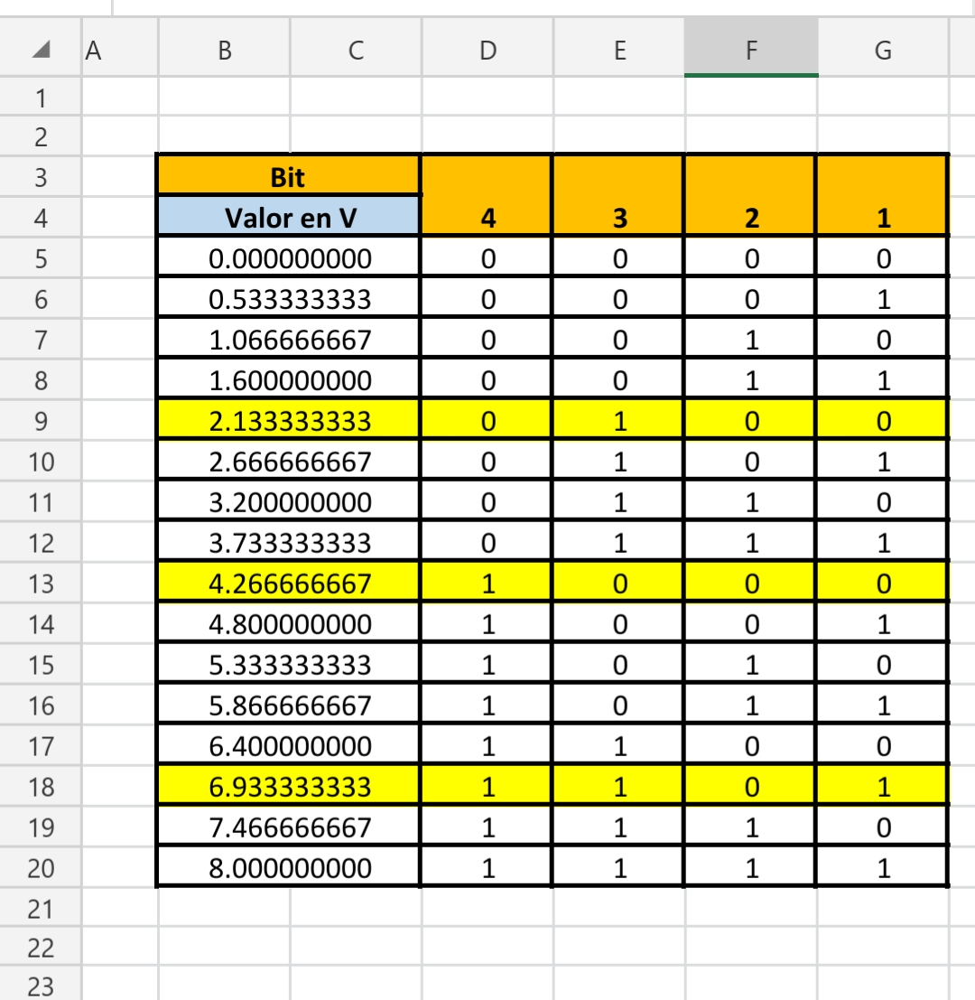 A B C D E F G
1
2
3 Bit
4 Valor en V 4 3 2 1
5 0.000000000 0 0 0 0
6 0.533333333 0 0 0 1
7 1.066666667 0 0 1 0
8 1.600000000 0 0 1 1
9 2.133333333 0 1 0 0
10 2.666666667 0 1 0 1
11 3.200000000 0 1 1 0
12 3.733333333 0 1 1 1
13 4.266666667 1 0 0 0
14 4.800000000 1 0 0 1
15 5.333333333 1 0 1 0
16 5.866666667 1 0 1 1
17 6.400000000 1 1 0 0
18 6.933333333 1 1 0 1
19 7.466666667 1 1 1 0
20 8.000000000 1 1 1 1
21
22
23